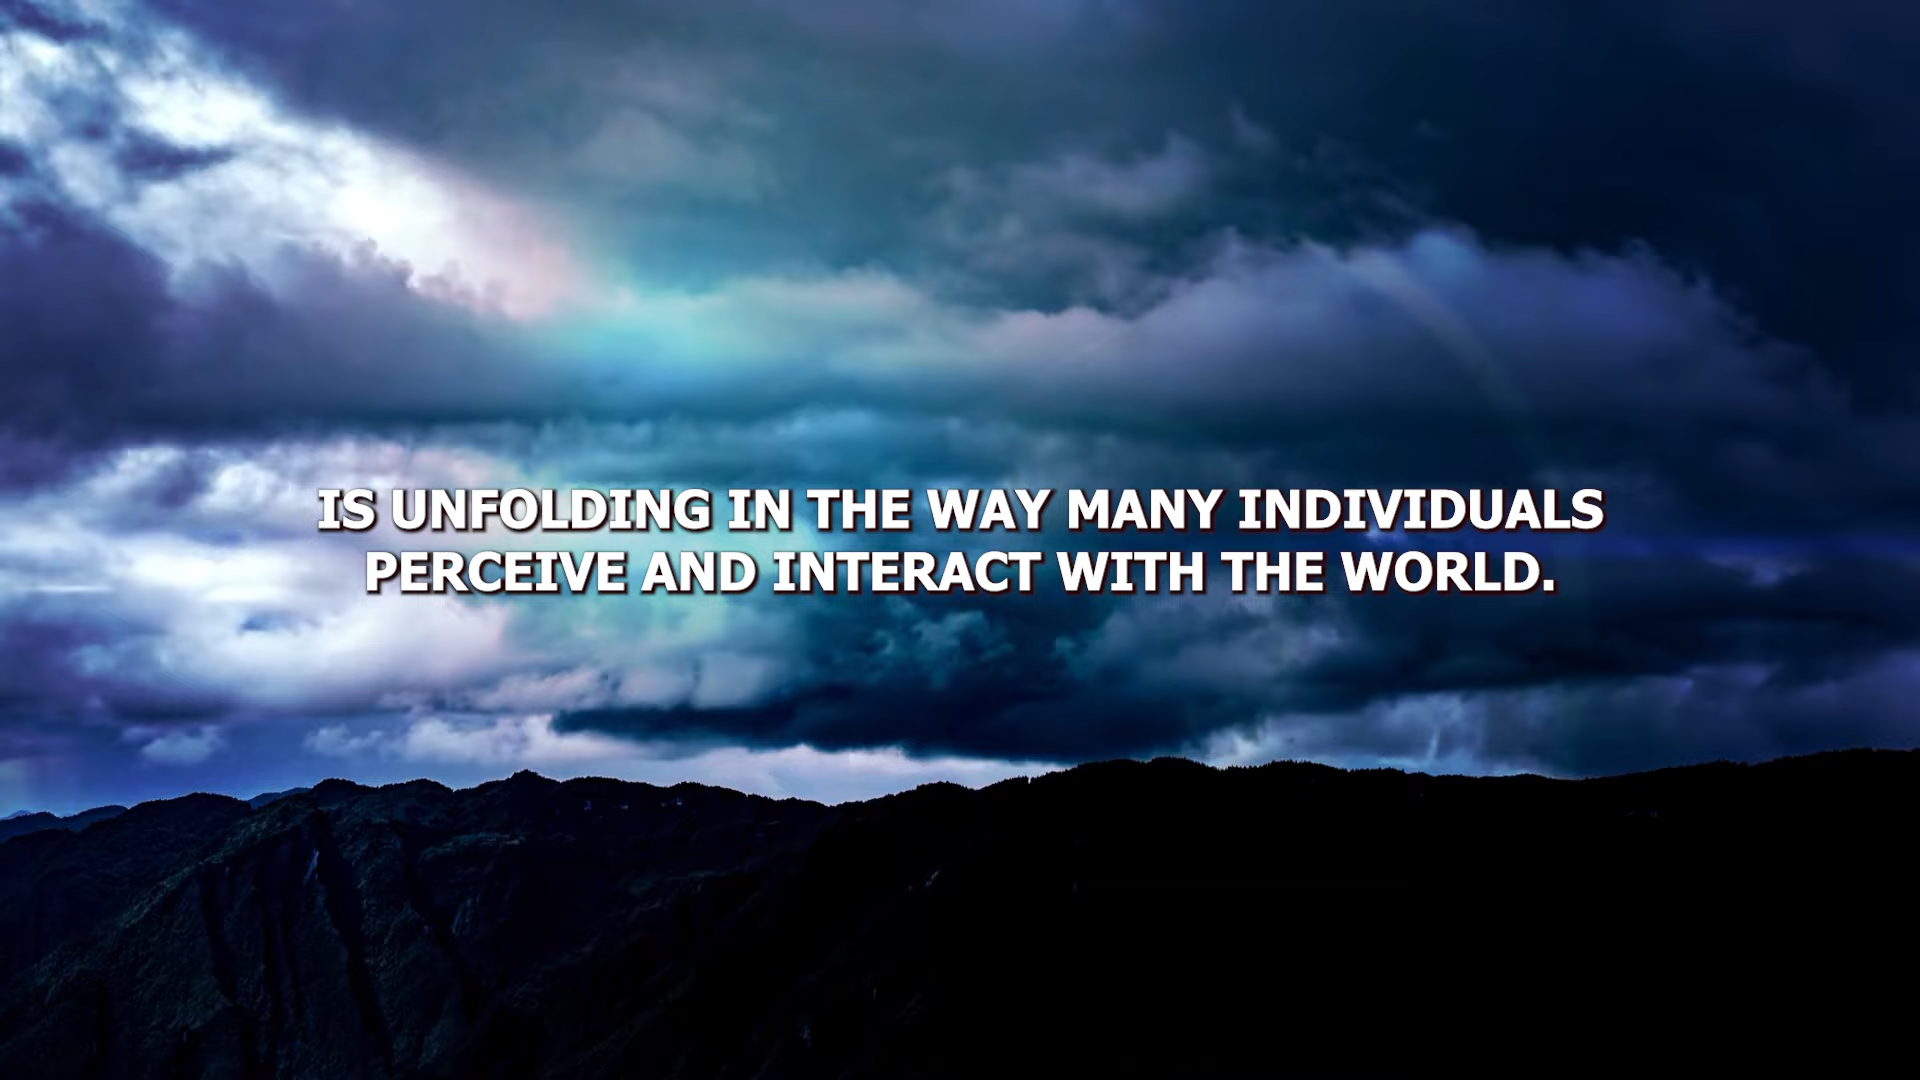 IS UNFOLDING IN THE WAY MANY INDIVIDUALS
PERCEIVE AND INTERACT WITH THE WORLD.